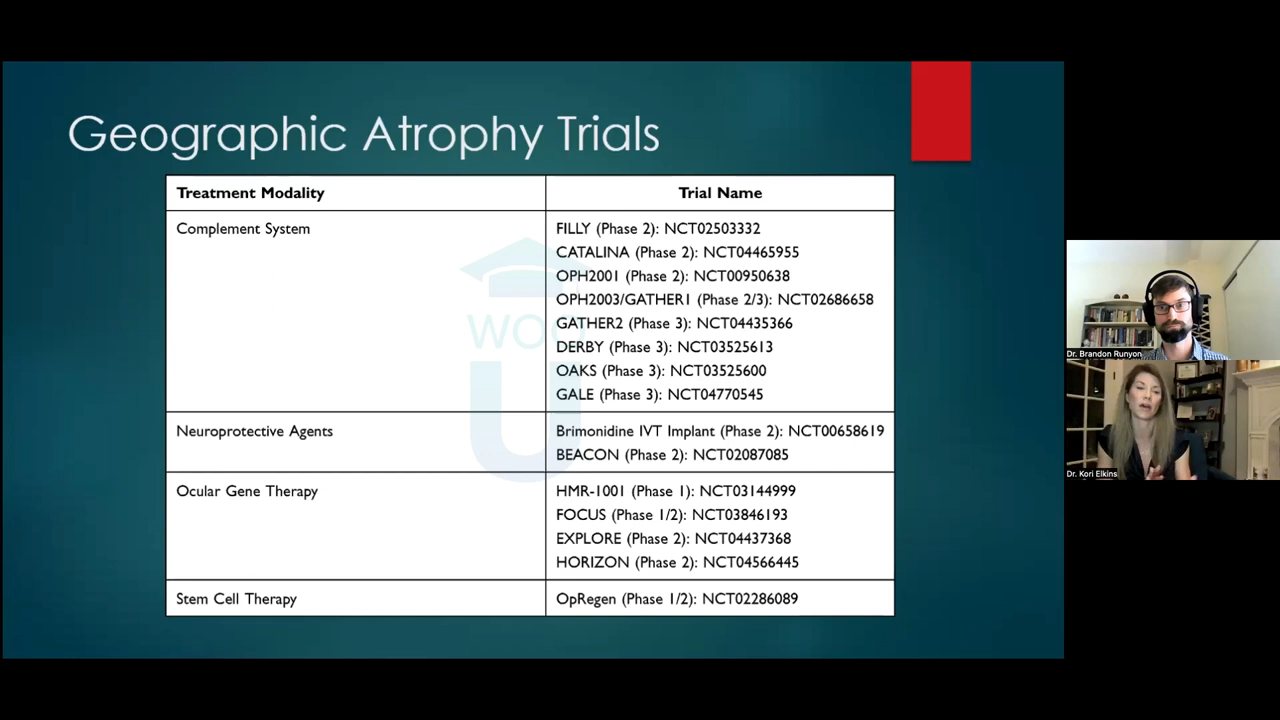 Geographic Atrophy Trials
Treatment Modality
Trial Name
Complement System
FILLY (Phase 2): NCT02503332
CATALINA (Phase 2): NCT04465955
OPH2001 (Phase 2): NCT00950638
OPH2003/GATHER1 (Phase 2/3): NCT02686658
GATHER2 (Phase 3): NCT04435366
DERBY (Phase 3): NCT03525613
OAKS (Phase 3): NCT03525600
GALE (Phase 3): NCT04770545
Neuroprotective Agents
Brimonidine IVT Implant (Phase 2): NCT00658619
BEACON (Phase 2): NCT02087085
Ocular Gene Therapy
HMR-1001 (Phase 1): NCT03144999
FOCUS (Phase 1/2): NCT03846193
EXPLORE (Phase 2): NCT04437368
HORIZON (Phase 2): NCT04566445
Stem Cell Therapy
OpRegen (Phase 1/2): NCT02286089
WOO
U
Dr. Brandon Runyon
Dr. Kori Elkins